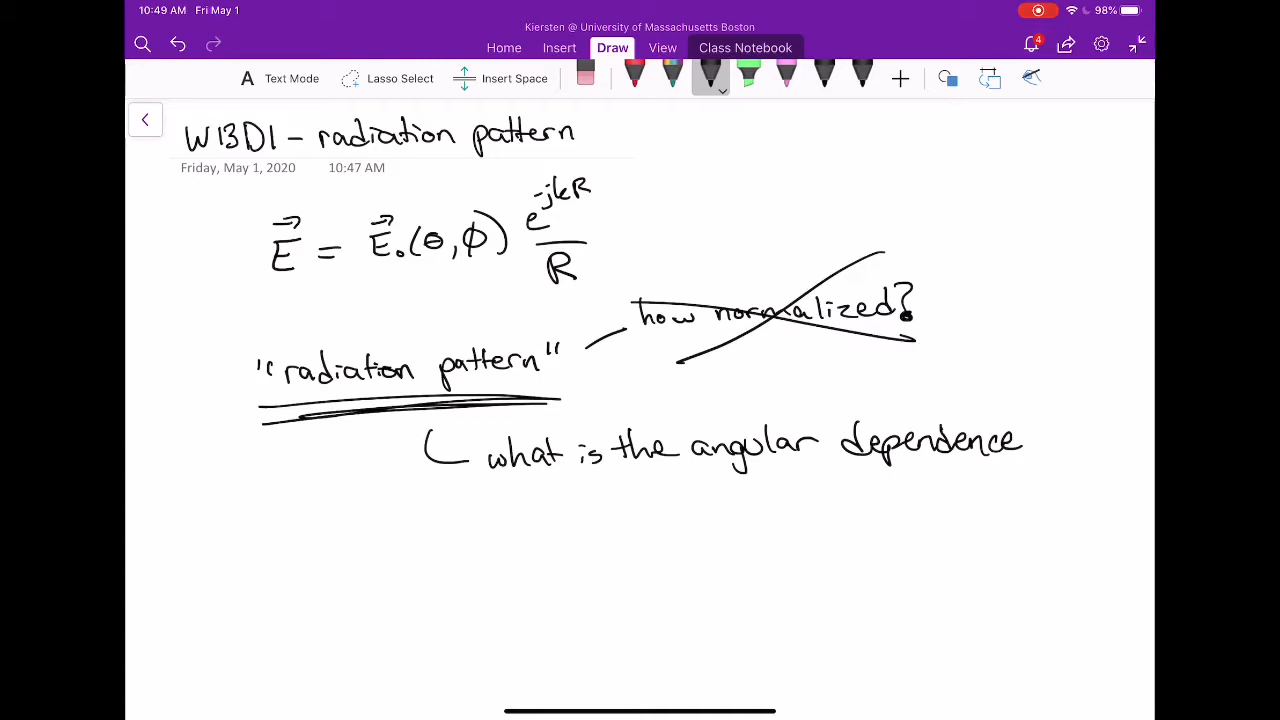 10:49 AM Fri May 1
98%
Kiersten @ University of Massachusetts Boston
Home Insert Draw View Class Notebook
4
A Text Mode Lasso Select Insert Space
W13D1 - radiation pattern
Friday, May 1, 2020 10:47 AM
E⃗ = E⃗₀(θ,ϕ) e^-jkR / R
how normalized?
"radiation pattern"
what is the angular dependence